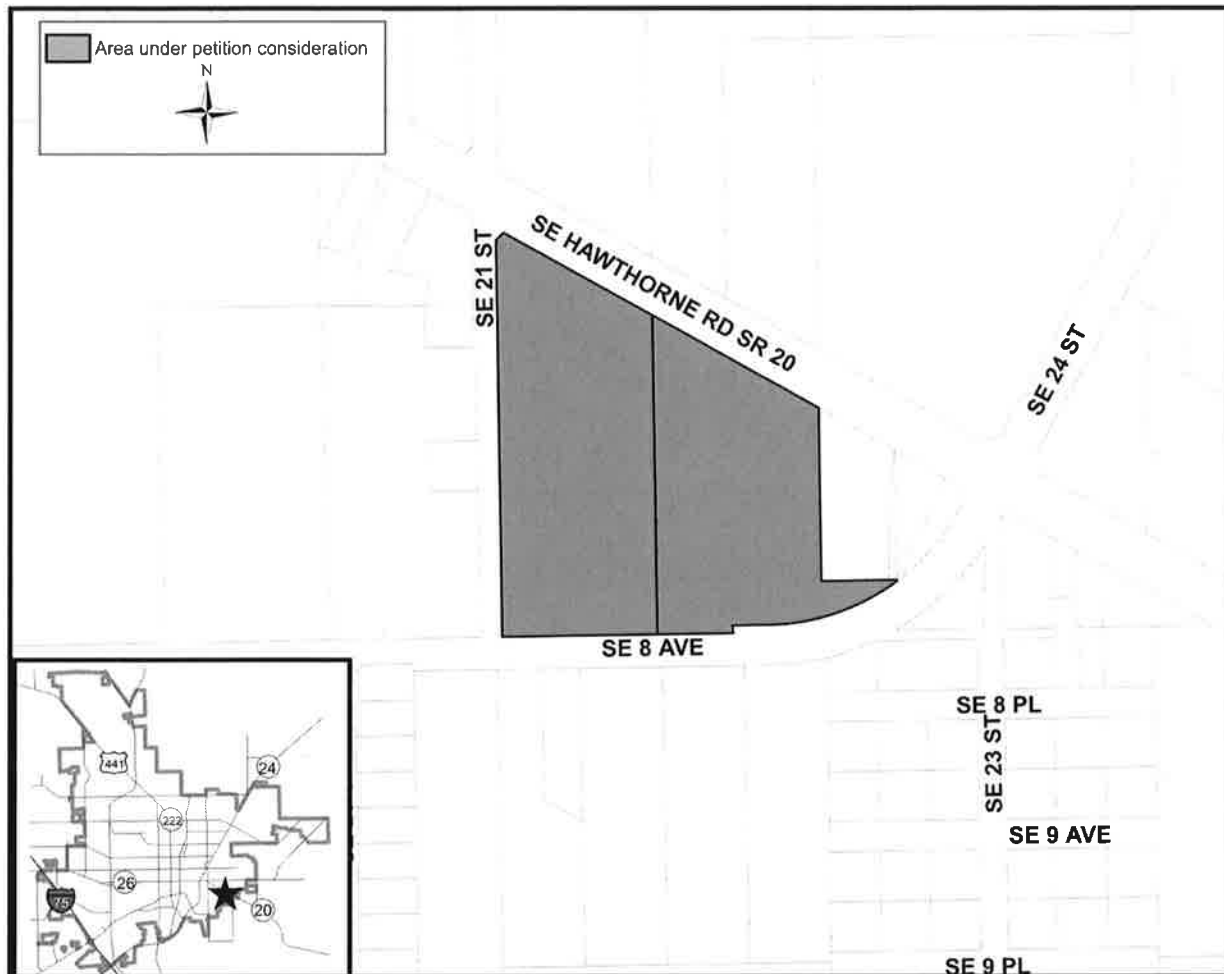 Area under petition consideration
N
SE 21 ST
SE HAWTHORNE RD SR 20
SE 24 ST
SE 8 AVE
SE 8 PL
SE 23 ST
SE 9 AVE
SE 9 PL
441
24
222
26
75
20